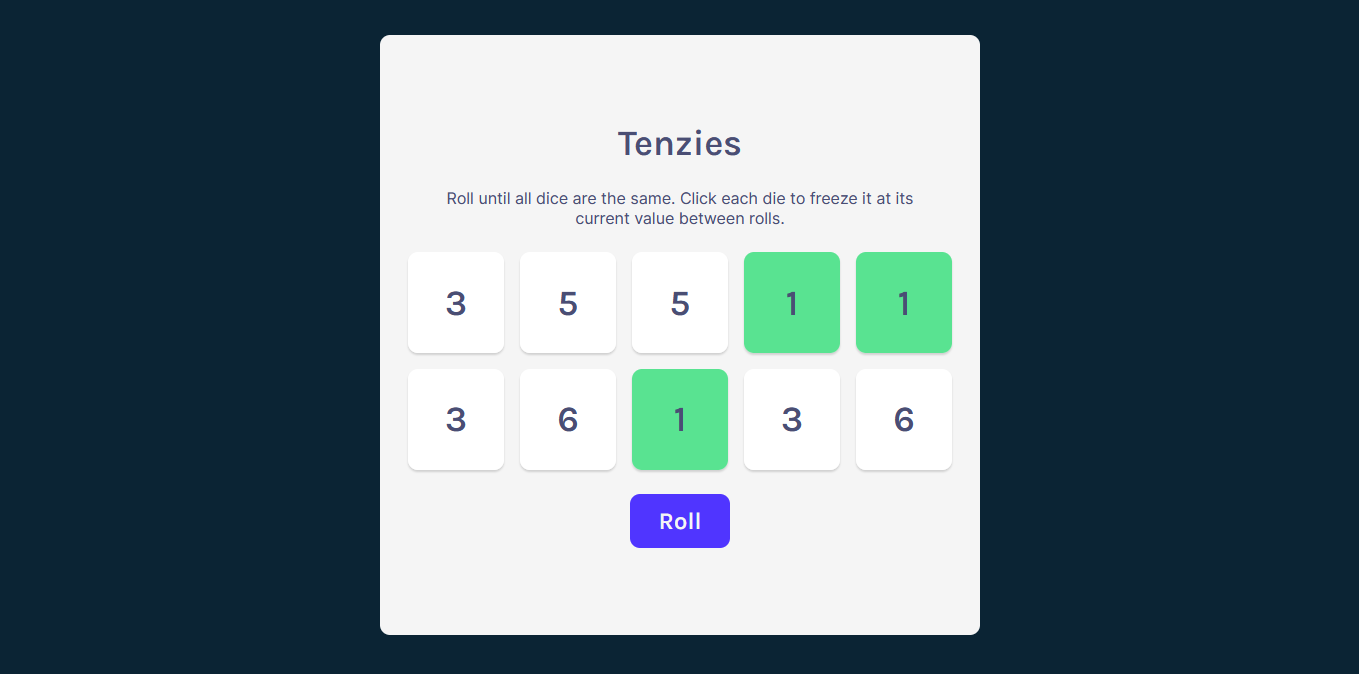 Tenzies
Roll until all dice are the same. Click each die to freeze it at its
current value between rolls.
3 5 5 1 1
3 6 1 3 6
Roll